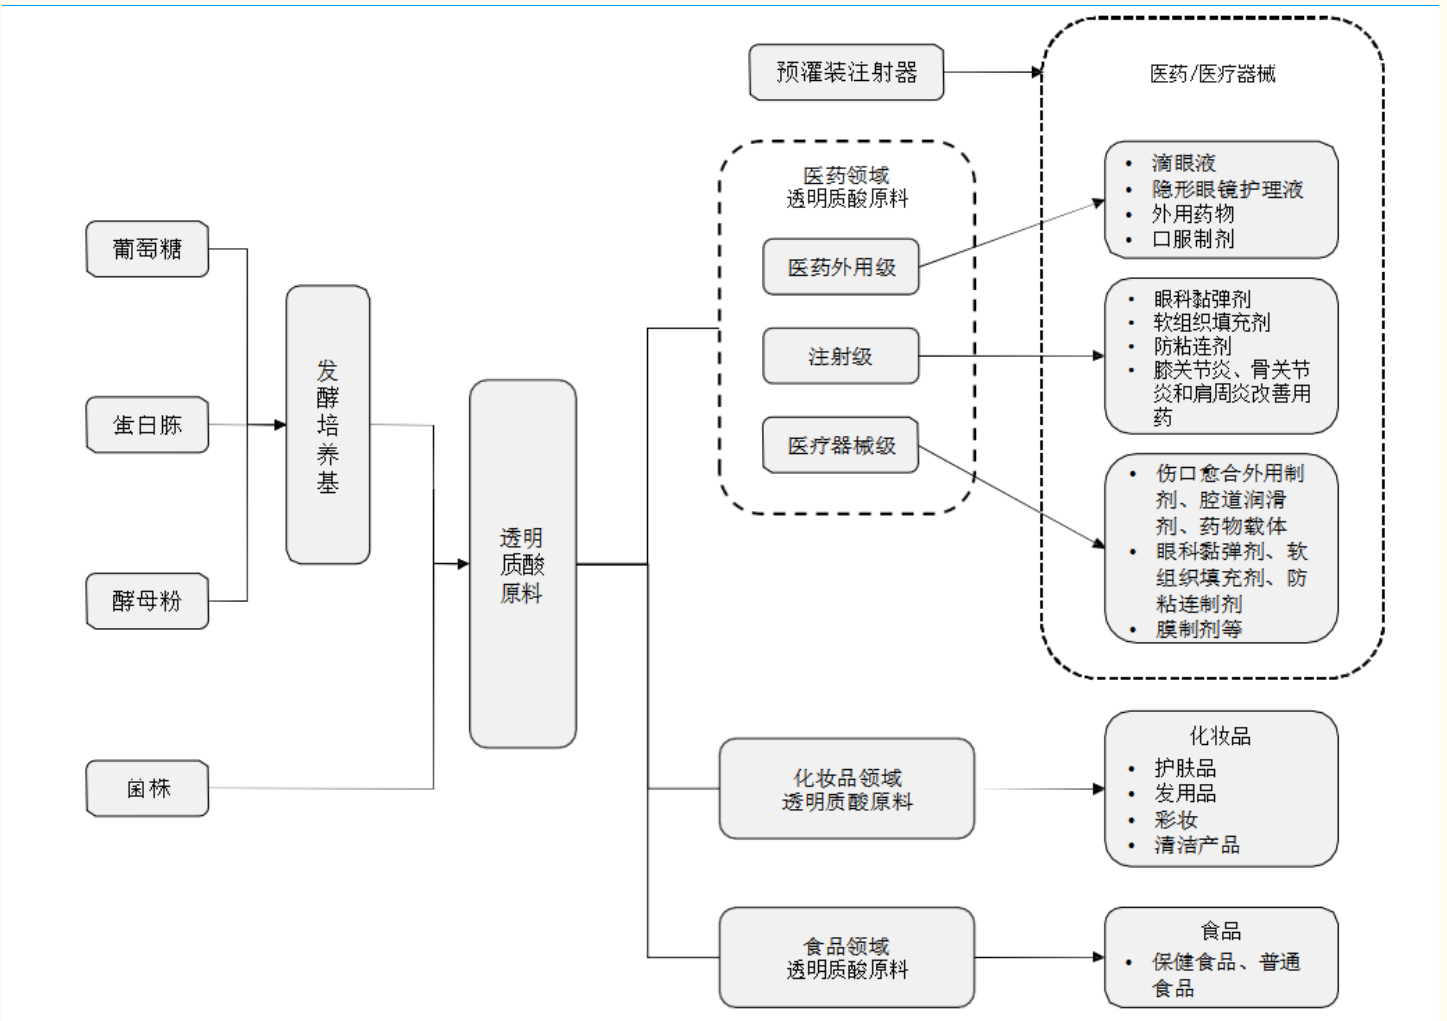 预灌装注射器
医药/医疗器械
医药领域
透明质酸原料
医药外用级
注射级
医疗器械级
• 滴眼液
• 隐形眼镜护理液
• 外用药物
• 口服制剂
• 眼科黏弹剂
• 软组织填充剂
• 防粘连剂
• 膝关节炎、骨关节
炎和肩周炎改善用
药
• 伤口愈合外用制
剂、腔道润滑
剂、药物载体
• 眼科黏弹剂、软
组织填充剂、防
粘连制剂
• 膜制剂等
葡萄糖
蛋白胨
酵母粉
菌株
发
酵
培
养
基
透明
质酸
原料
化妆品领域
透明质酸原料
化妆品
• 护肤品
• 发用品
• 彩妆
• 清洁产品
食品领域
透明质酸原料
食品
• 保健食品、普通
食品